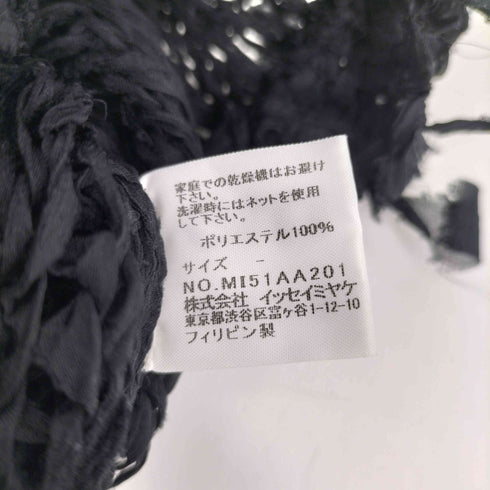 家庭での乾燥機はお避け
下さい。
洗濯時にはネットを使用
して下さい。
ポリエステル100%
サイズ -
NO.MI51AA201
株式会社 イッセイミヤケ
東京都渋谷区富ヶ谷1-12-10
フィリピン製